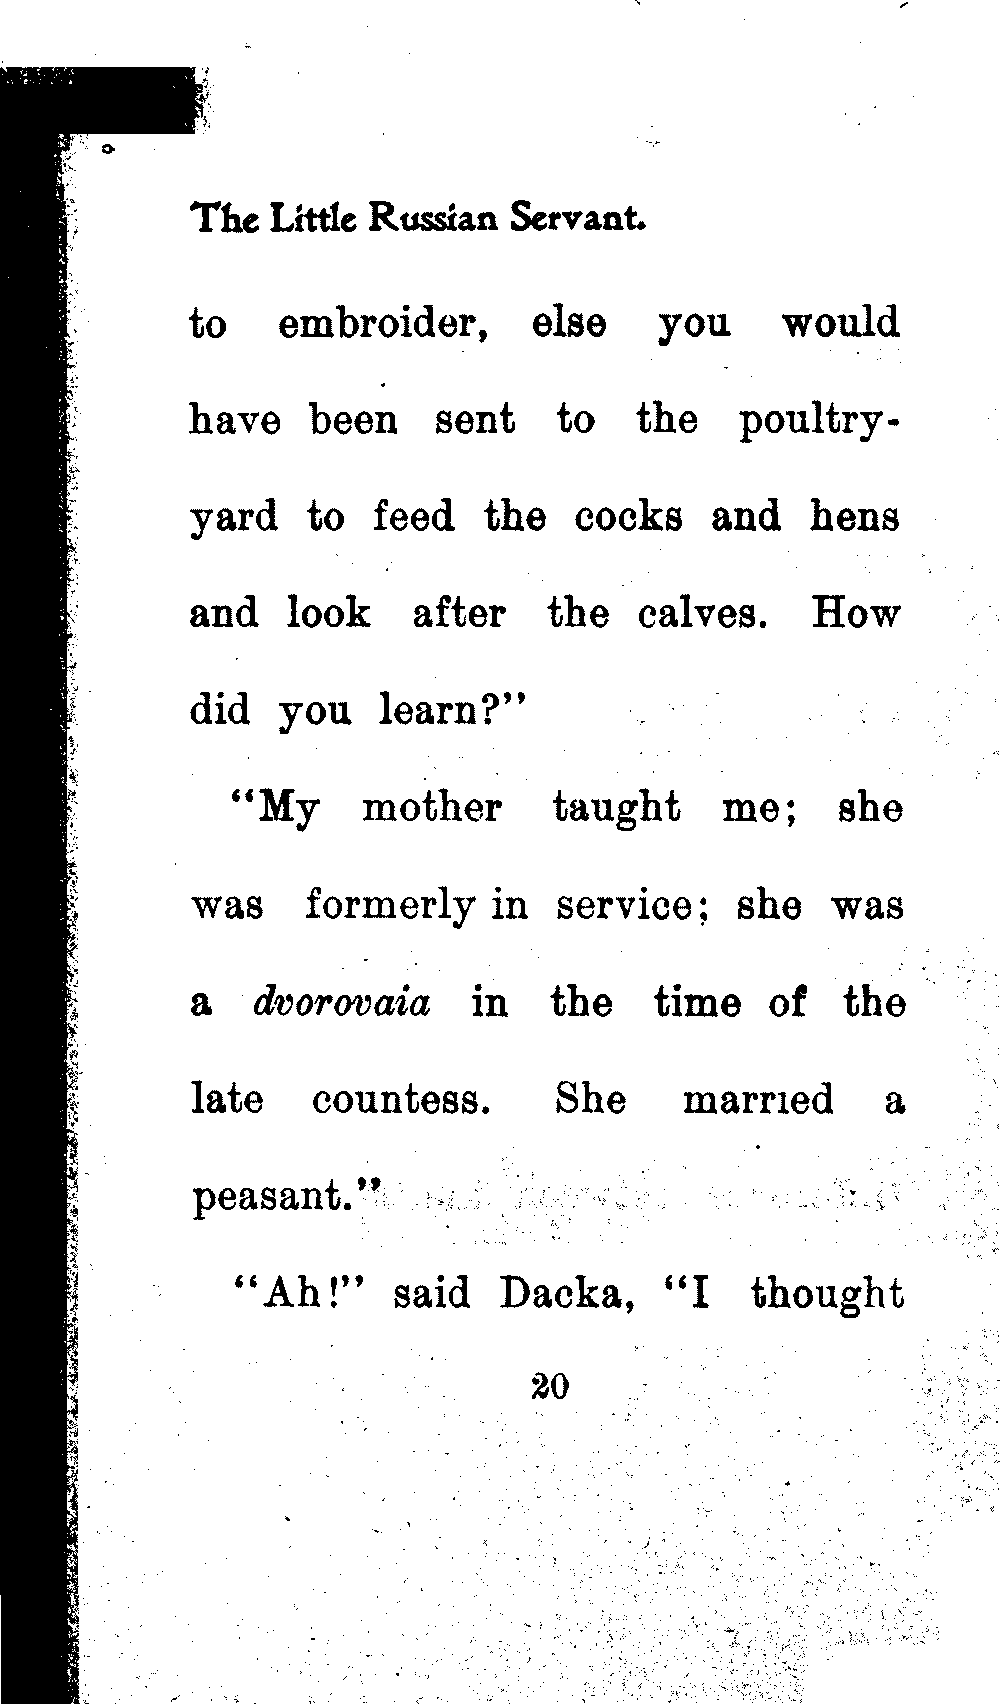 The Little Russian Servant.
to embroider, else you would
have been sent to the poultry-
yard to feed the cocks and hens
and look after the calves. How
did you learn?"
"My mother taught me; she
was formerly in service; she was
a dvorovaia in the time of the
late countess. She married a
peasant."
"Ah!" said Dacka, "I thought
20